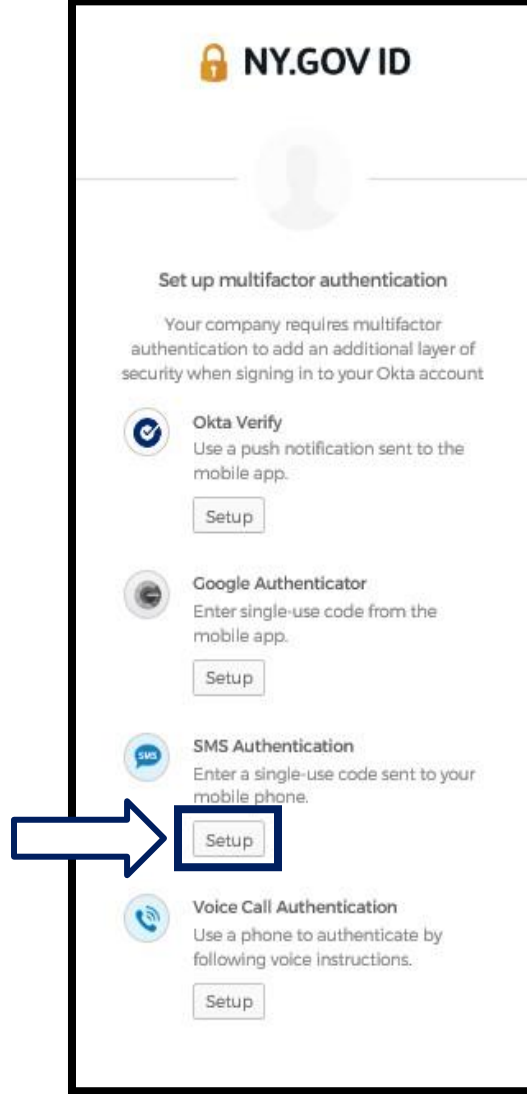 NY.GOV ID
Set up multifactor authentication
Your company requires multifactor
authentication to add an additional layer of
security when signing in to your Okta account
Okta Verify
Use a push notification sent to the
mobile app.
Setup
Google Authenticator
Enter single-use code from the
mobile app.
Setup
SMS
SMS Authentication
Enter a single-use code sent to your
mobile phone.
Setup
Voice Call Authentication
Use a phone to authenticate by
following voice instructions.
Setup